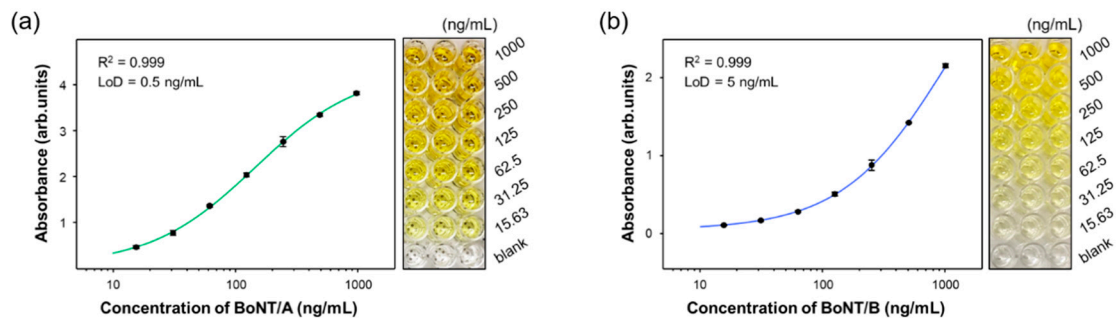 (a)
(ng/mL)
R² = 0.999
LoD = 0.5 ng/mL
Absorbance (arb.units)
4
3
2
1
10
100
1000
Concentration of BoNT/A (ng/mL)
1000
500
250
125
62.5
31.25
15.63
blank
(b)
(ng/mL)
R² = 0.999
LoD = 5 ng/mL
Absorbance (arb.units)
2
1
0
10
100
1000
Concentration of BoNT/B (ng/mL)
1000
500
250
125
62.5
31.25
15.63
blank